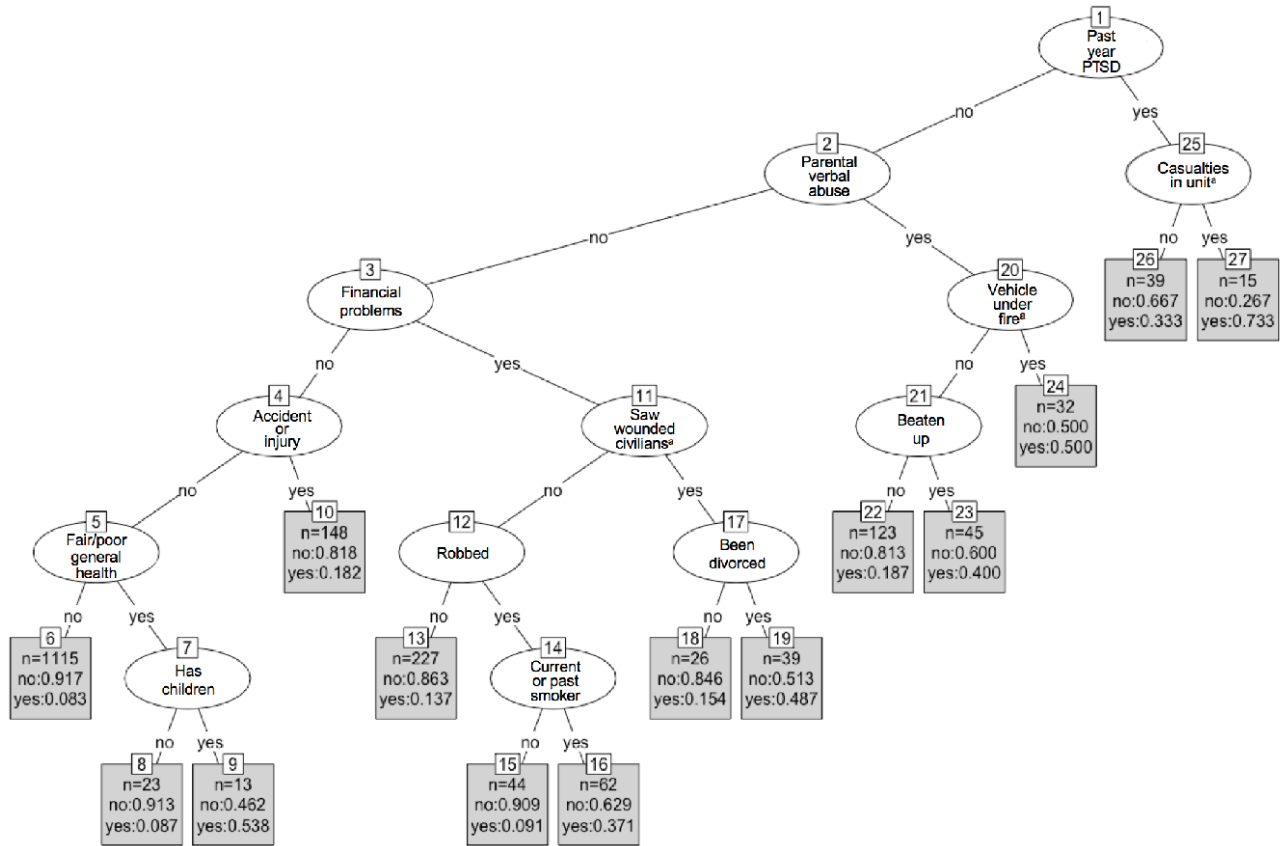 1
Past
year
PTSD
no
yes
2
Parental
verbal
abuse
25
Casualties
in unitª
no
yes
no
yes
3
Financial
problems
20
Vehicle
under
fireª
26
n=39
no:0.667
yes:0.333
27
n=15
no:0.267
yes:0.733
no
yes
no
yes
4
Accident
or
injury
11
Saw
wounded
civiliansª
21
Beaten
up
24
n=32
no:0.500
yes:0.500
no
yes
no
yes
no
yes
5
Fair/poor
general
health
10
n=148
no:0.818
yes:0.182
12
Robbed
17
Been
divorced
22
n=123
no:0.813
yes:0.187
23
n=45
no:0.600
yes:0.400
no
yes
no
yes
no
yes
6
n=1115
no:0.917
yes:0.083
7
Has
children
13
n=227
no:0.863
yes:0.137
14
Current
or past
smoker
18
n=26
no:0.846
yes:0.154
19
n=39
no:0.513
yes:0.487
no
yes
no
yes
8
n=23
no:0.913
yes:0.087
9
n=13
no:0.462
yes:0.538
15
n=44
no:0.909
yes:0.091
16
n=62
no:0.629
yes:0.371